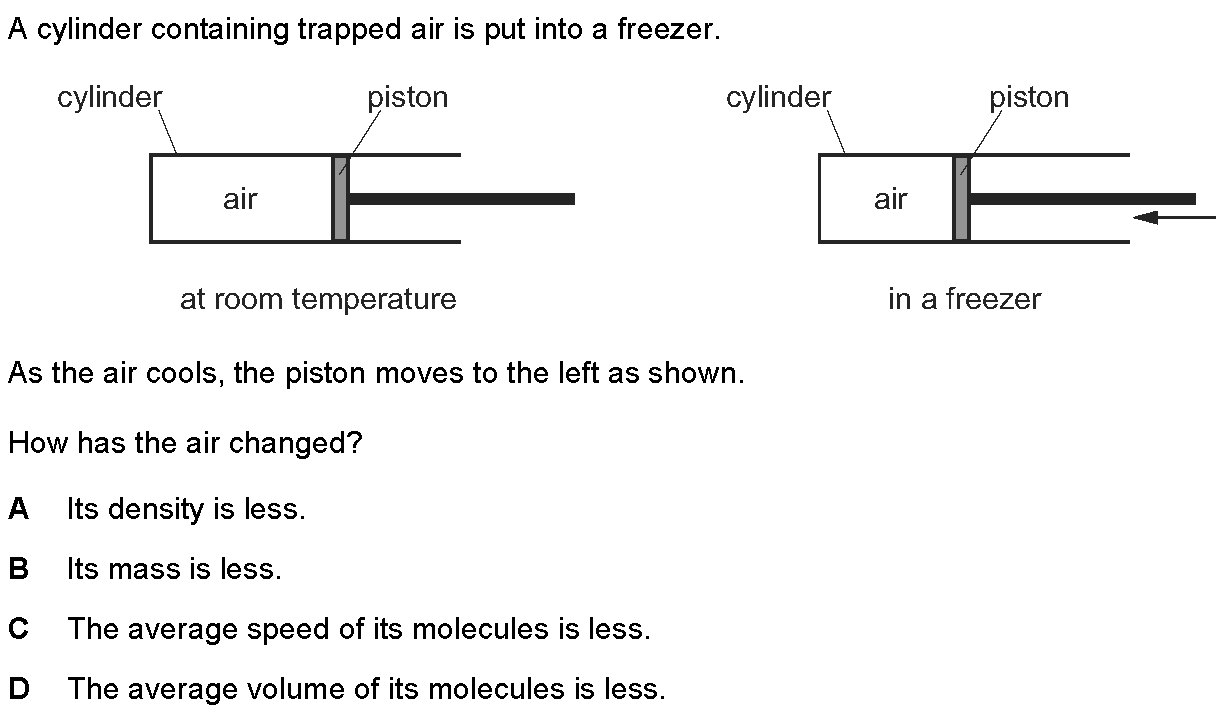 A cylinder containing trapped air is put into a freezer.
cylinder piston cylinder piston
air air
at room temperature in a freezer
As the air cools, the piston moves to the left as shown.
How has the air changed?
A Its density is less.
B Its mass is less.
C The average speed of its molecules is less.
D The average volume of its molecules is less.